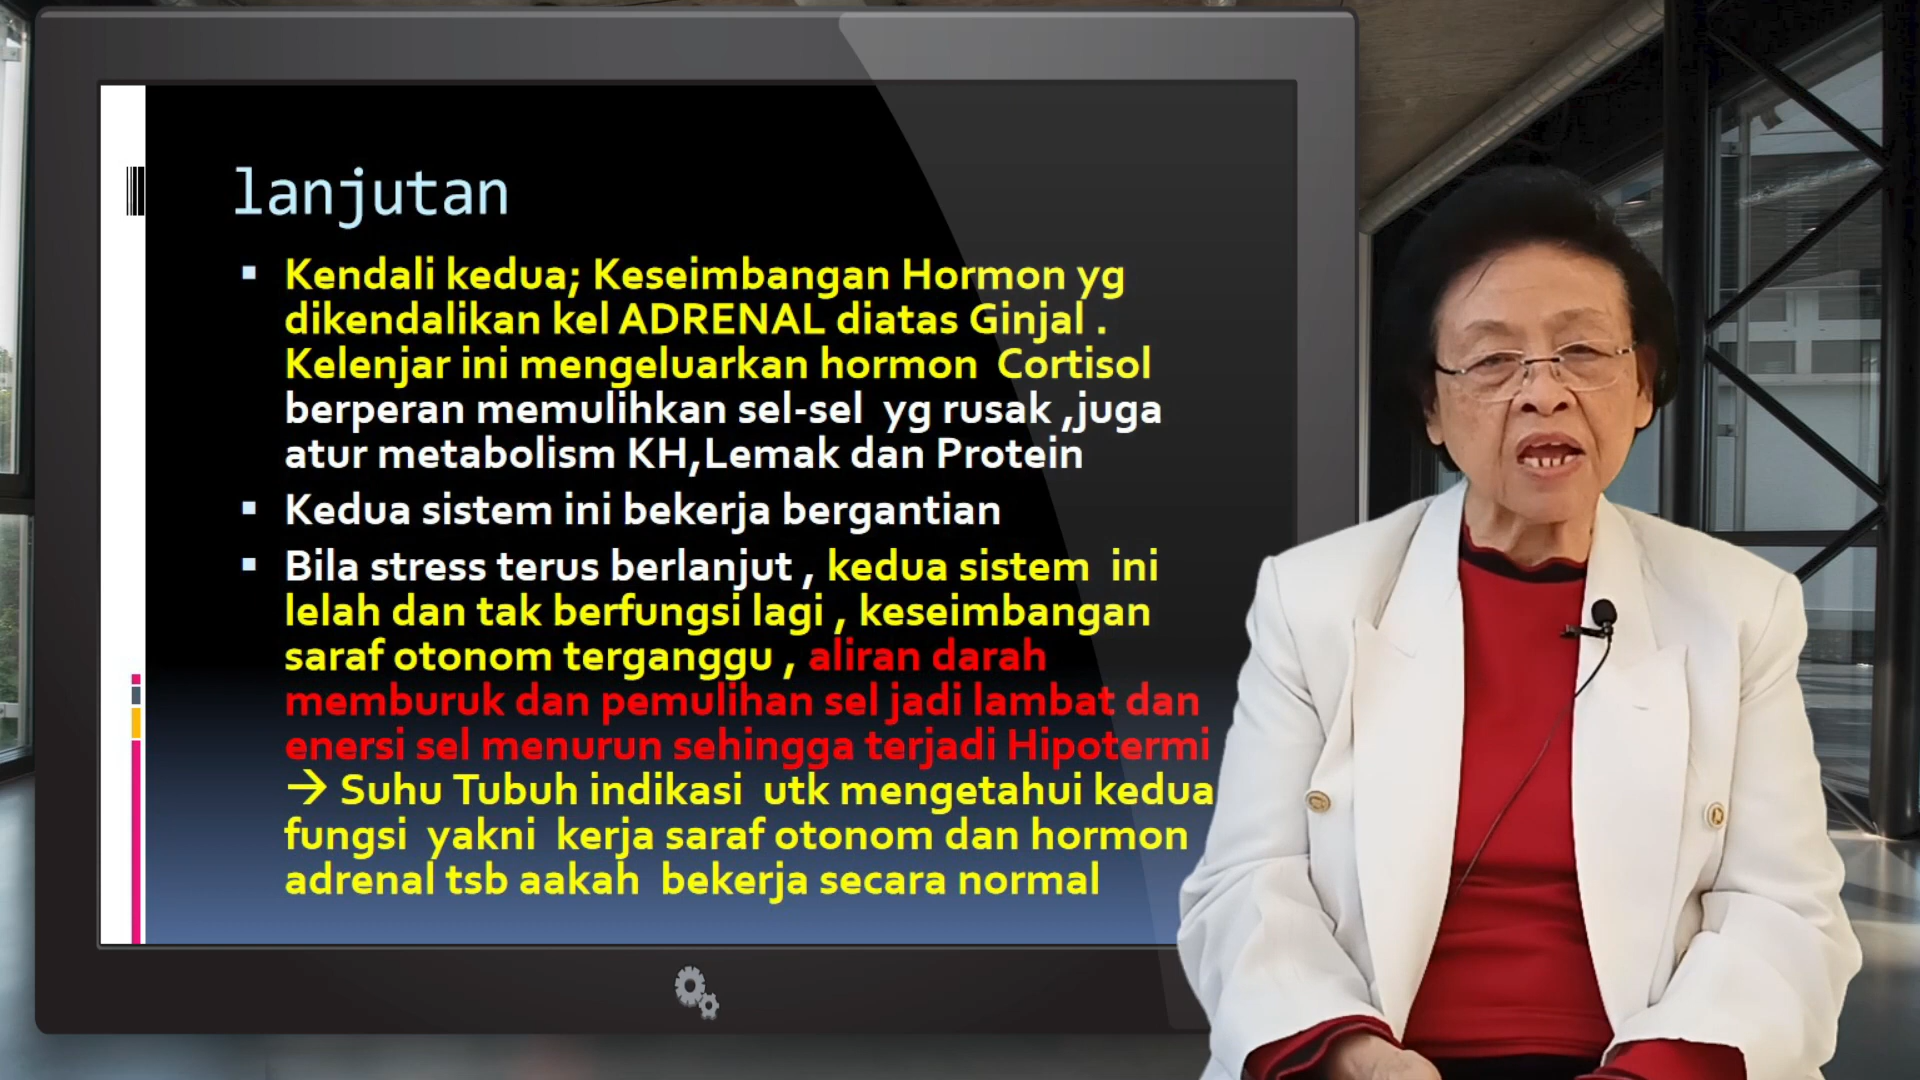 lanjutan
Kendali kedua; Keseimbangan Hormon yg
dikendalikan kel ADRENAL diatas Ginjal .
Kelenjar ini mengeluarkan hormon Cortisol
berperan memulihkan sel-sel yg rusak ,juga
atur metabolism KH,Lemak dan Protein
Kedua sistem ini bekerja bergantian
Bila stress terus berlanjut , kedua sistem ini
lelah dan tak berfungsi lagi , keseimbangan
saraf otonom terganggu , aliran darah
memburuk dan pemulihan sel jadi lambat dan
enersi sel menurun sehingga terjadi Hipotermi
→ Suhu Tubuh indikasi utk mengetahui kedua
fungsi yakni kerja saraf otonom dan hormon
adrenal tsb aakah bekerja secara normal